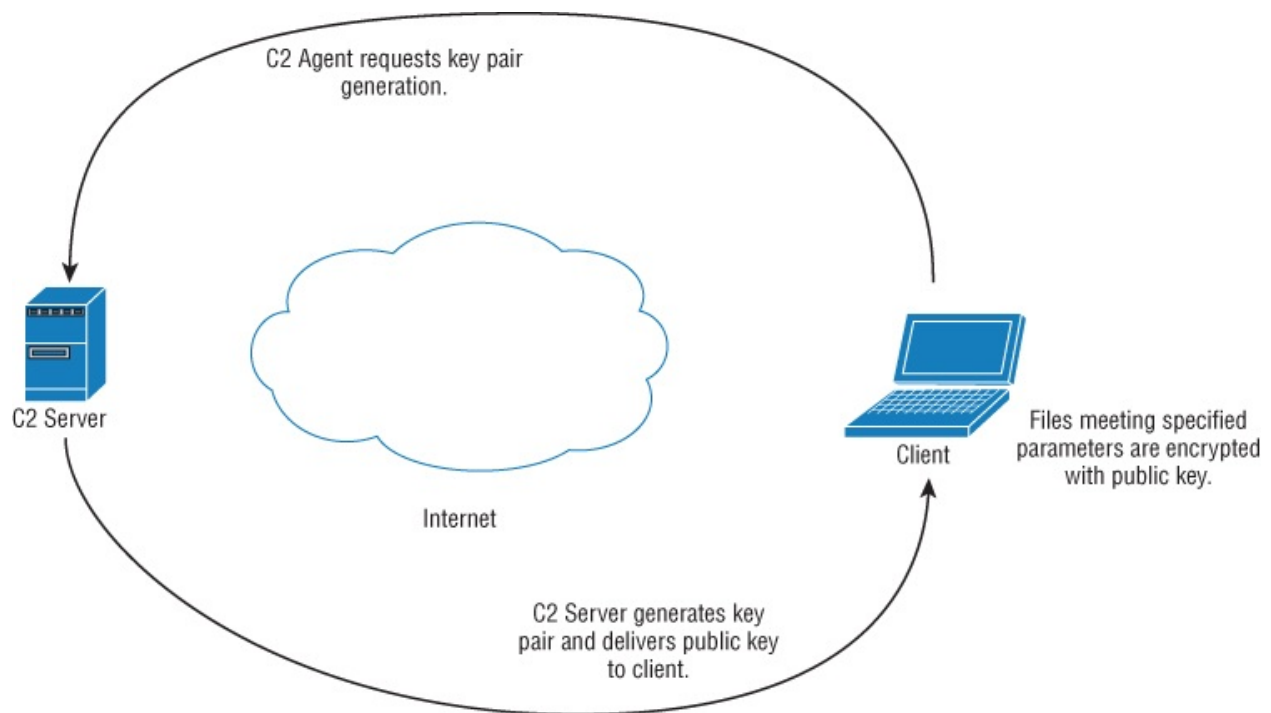 C2 Agent requests key pair
generation.
C2 Server
Client
Files meeting specified
parameters are encrypted
with public key.
Internet
C2 Server generates key
pair and delivers public key
to client.